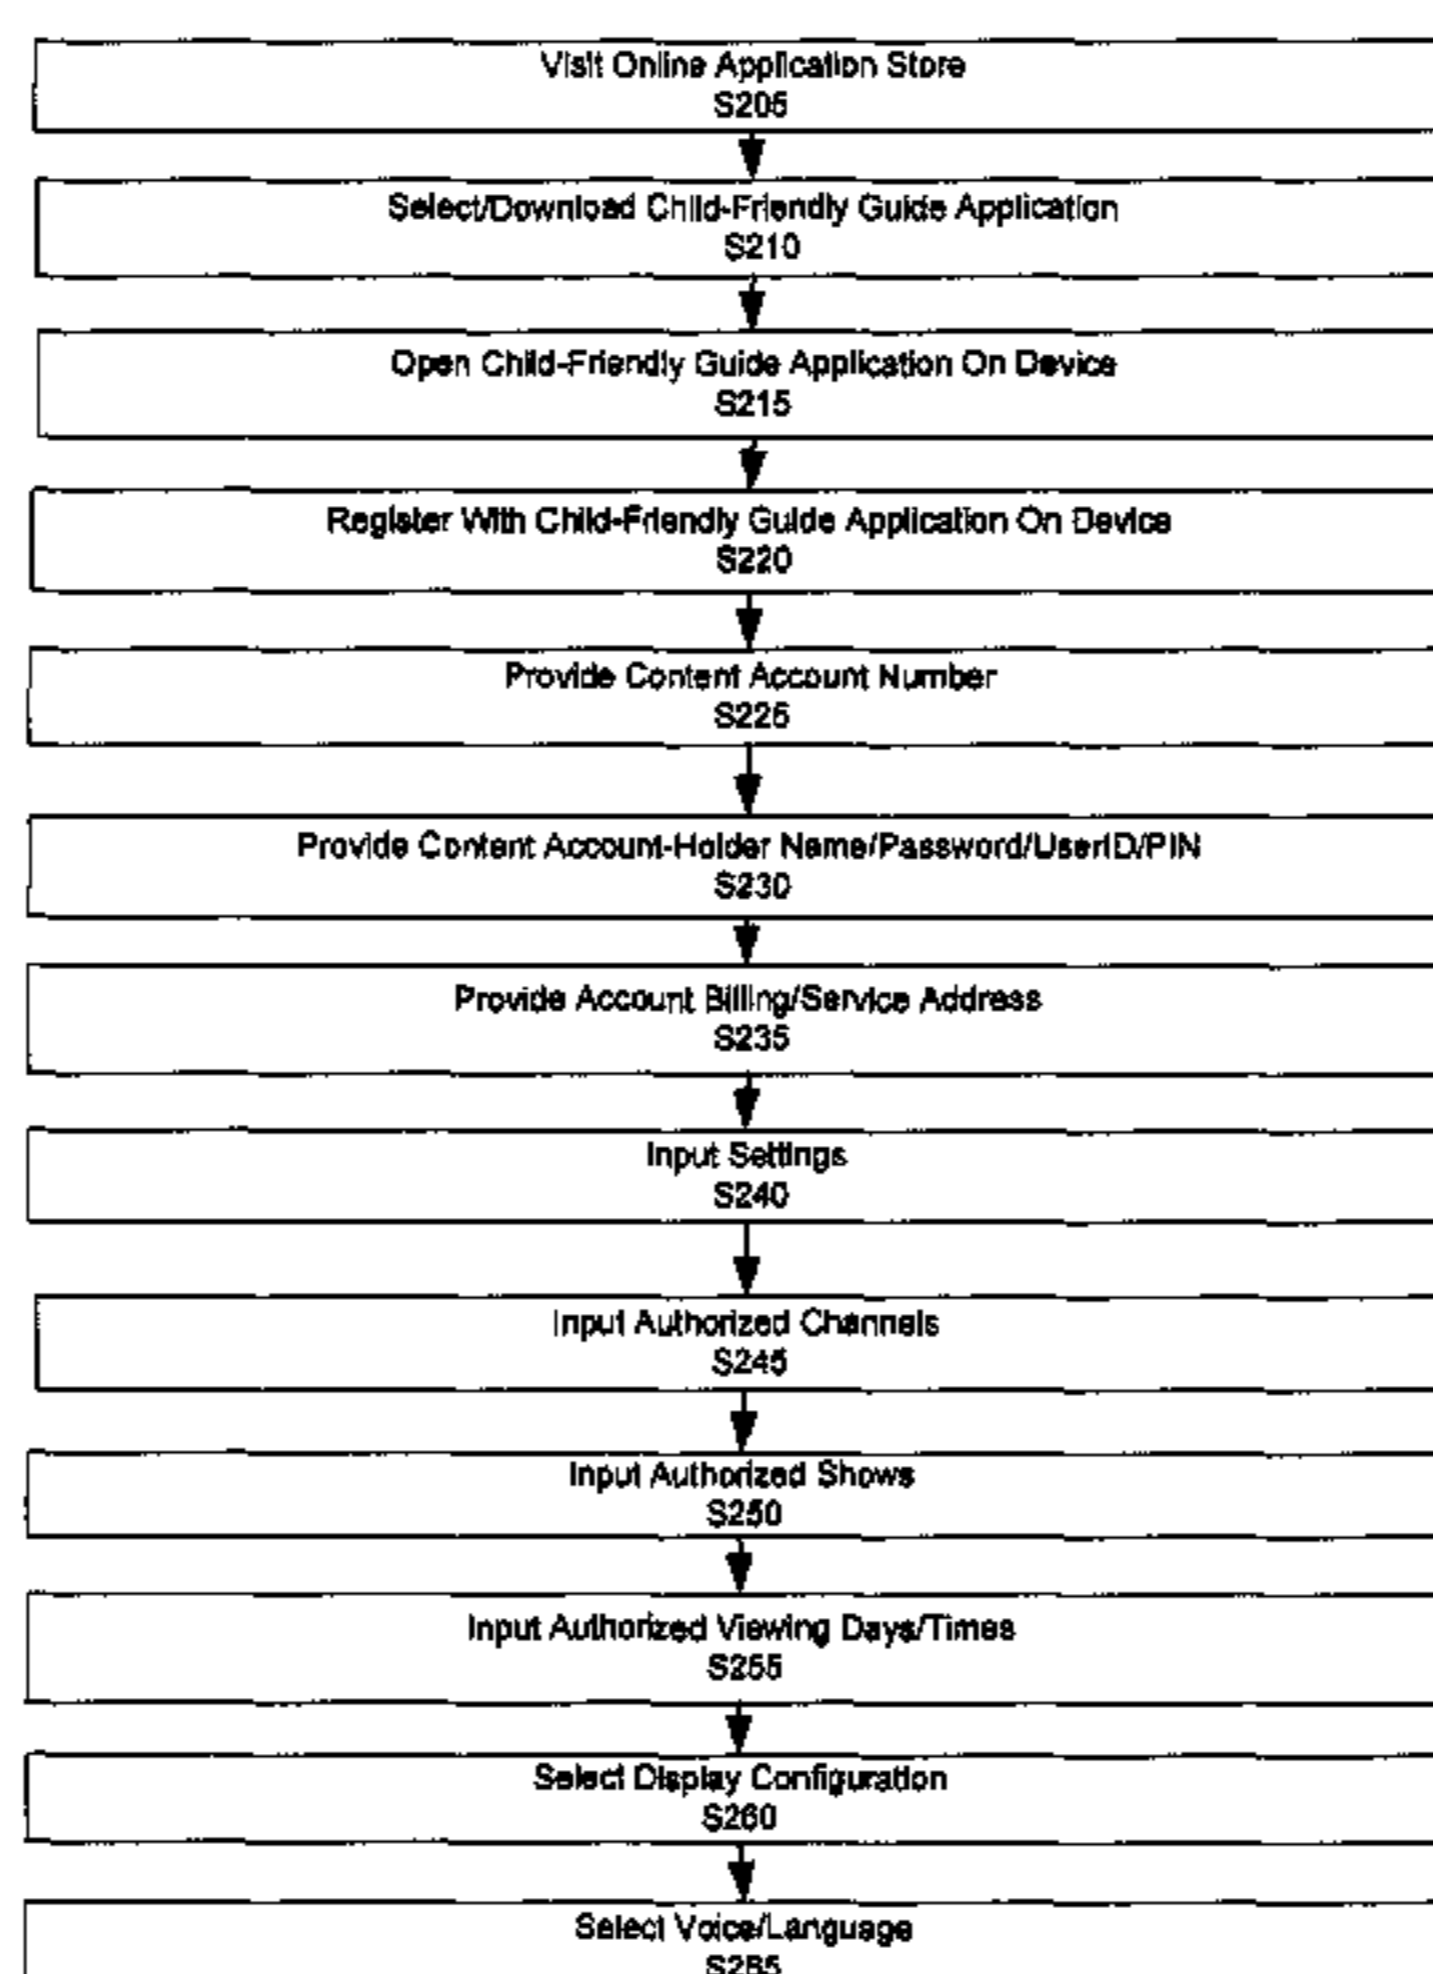 Visit Online Application Store
S205
Select/Download Child-Friendly Guide Application
S210
Open Child-Friendly Guide Application On Device
S215
Register With Child-Friendly Guide Application On Device
S220
Provide Content Account Number
S225
Provide Content Account-Holder Name/Password/UserID/PIN
S230
Provide Account Billing/Service Address
S235
Input Settings
S240
Input Authorized Channels
S245
Input Authorized Shows
S250
Input Authorized Viewing Days/Times
S255
Select Display Configuration
S260
Select Voice/Language
S265